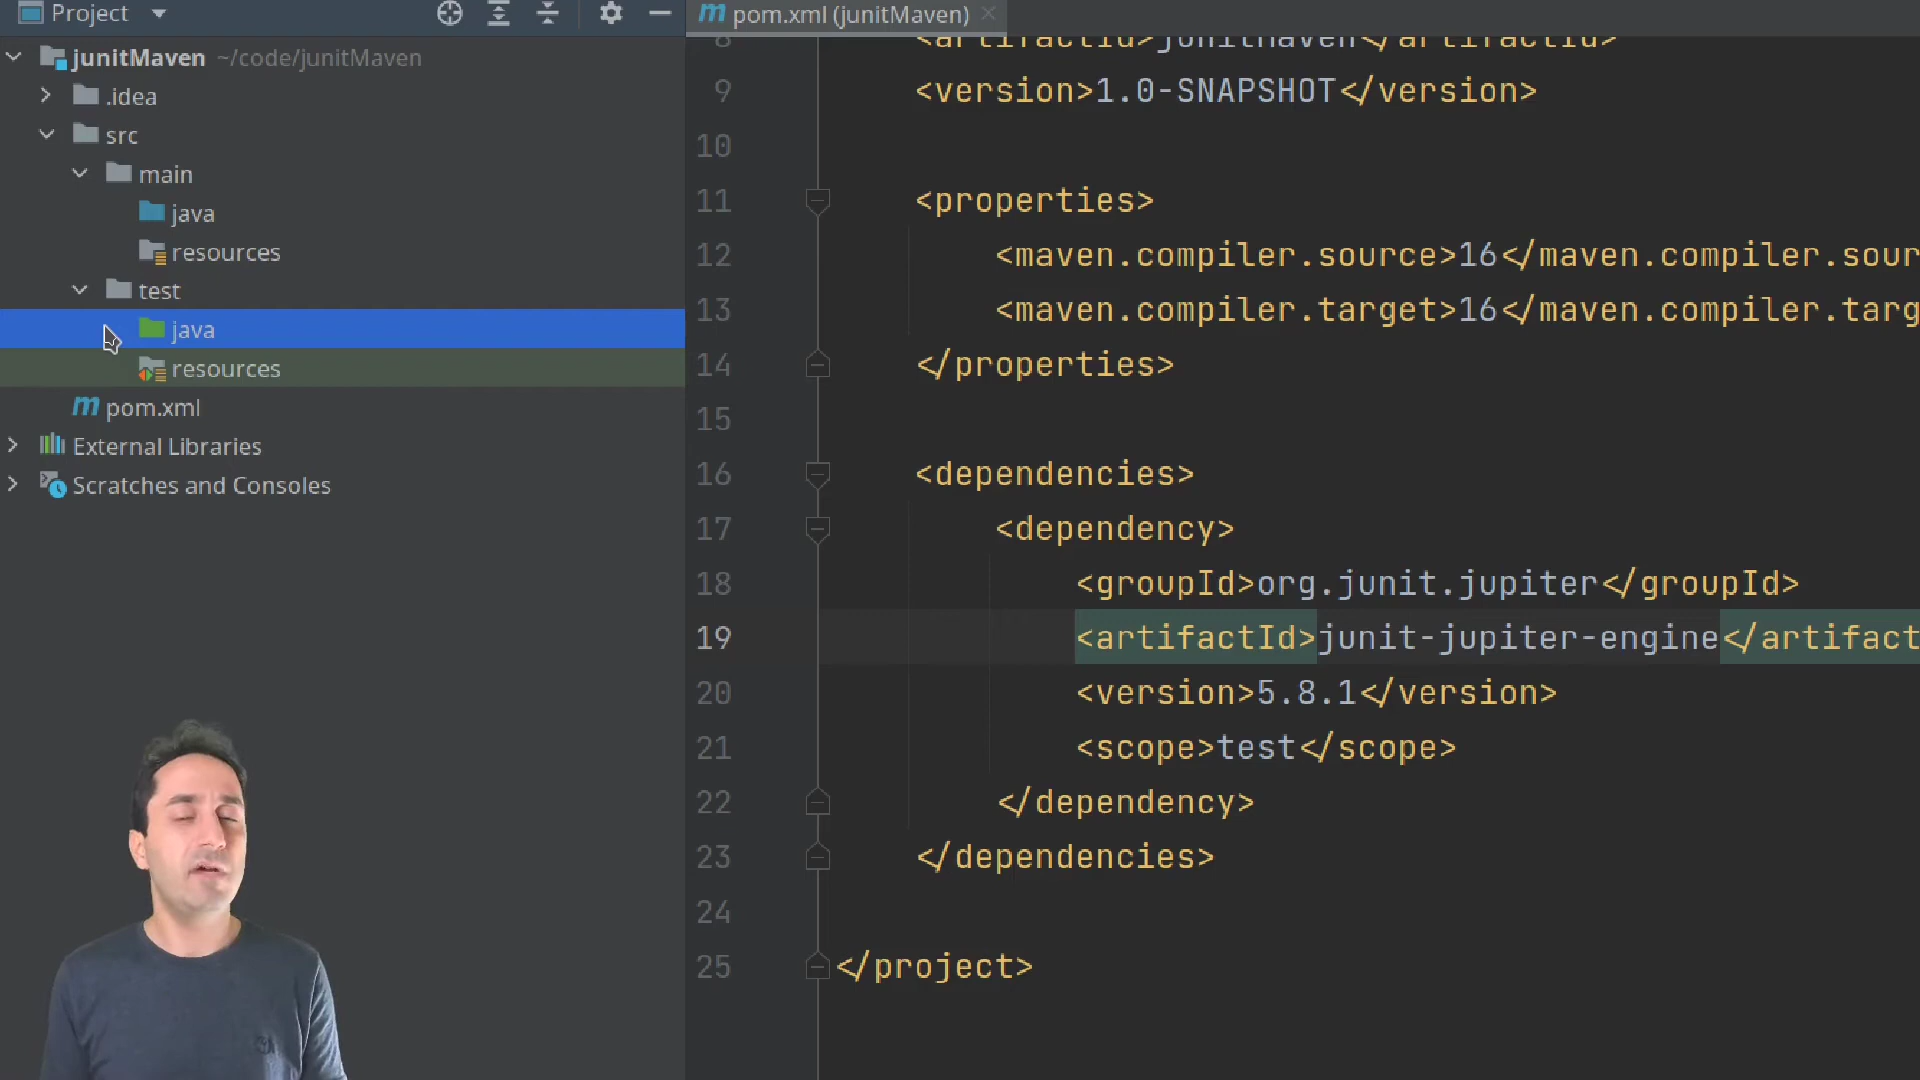 Project
junitMaven ~/code/junitMaven
.idea
src
main
java
resources
test
java
resources
pom.xml
External Libraries
Scratches and Consoles
pom.xml (junitMaven)
8 <artifactId>junitMaven</artifactId>
9 <version>1.0-SNAPSHOT</version>
10
11 <properties>
12 <maven.compiler.source>16</maven.compiler.sour
13 <maven.compiler.target>16</maven.compiler.targ
14 </properties>
15
16 <dependencies>
17 <dependency>
18 <groupId>org.junit.jupiter</groupId>
19 <artifactId>junit-jupiter-engine</artifact
20 <version>5.8.1</version>
21 <scope>test</scope>
22 </dependency>
23 </dependencies>
24
25 </project>